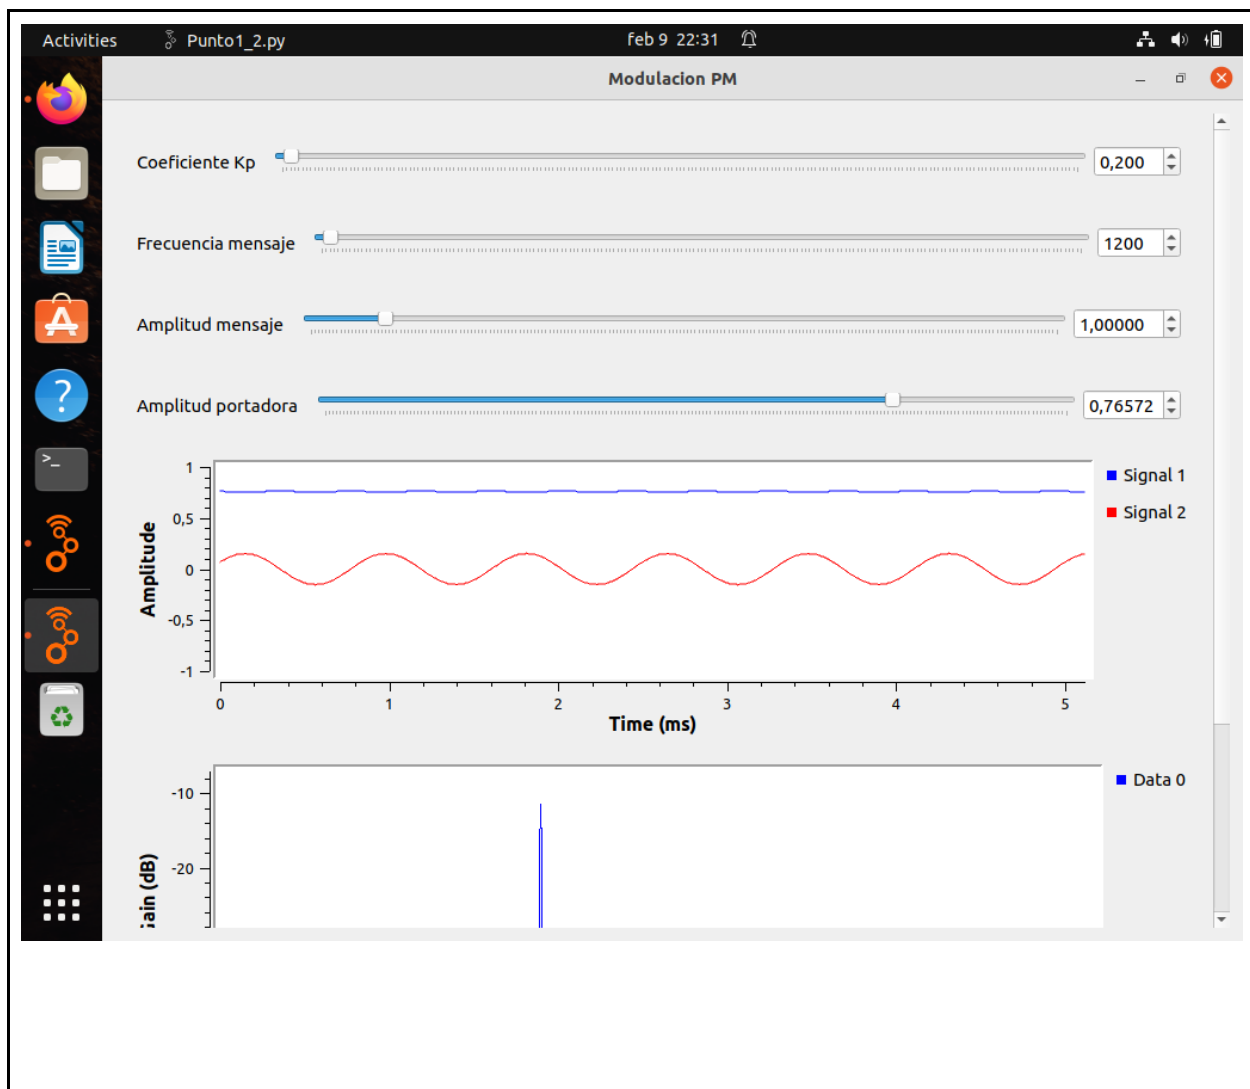 Activities Punto1_2.py feb 9 22:31
Modulacion PM
Coeficiente Kp 0,200
Frecuencia mensaje 1200
Amplitud mensaje 1,00000
Amplitud portadora 0,76572
1
0,5
0
-0,5
-1
Amplitude
Signal 1
Signal 2
0 1 2 3 4 5
Time (ms)
-10
-20
Gain (dB)
Data 0
>_
?